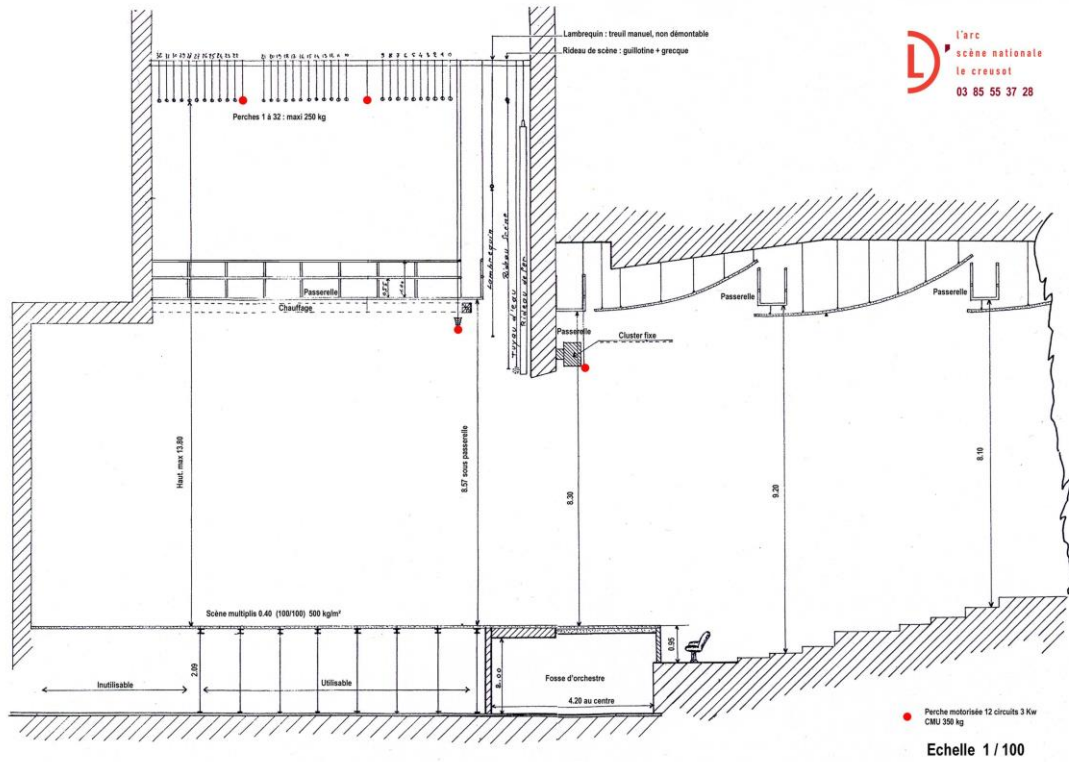 Lambrequin : treuil manuel, non démontable
Rideau de scène : guillotine + grecque
l'arc
scène nationale
le creusot
03 85 55 37 28
Perches 1 à 32 : maxi 250 kg
Lambrequin
Rideau Scène
Tuyau d'eau
Rideau de Fer
Passerelle
Chauffage
Passerelle
Passerelle
Passerelle
Cluster fixe
Haut. max 13.80
8.57 sous passerelle
8.30
9.20
8.10
Scène multiplis 0.40 (100/100) 500 kg/m²
0.95
2.09
Inutilisable
Utilisable
Fosse d'orchestre
4.20 au centre
Perche motorisée 12 circuits 3 Kw
CMU 350 kg
Echelle 1 / 100